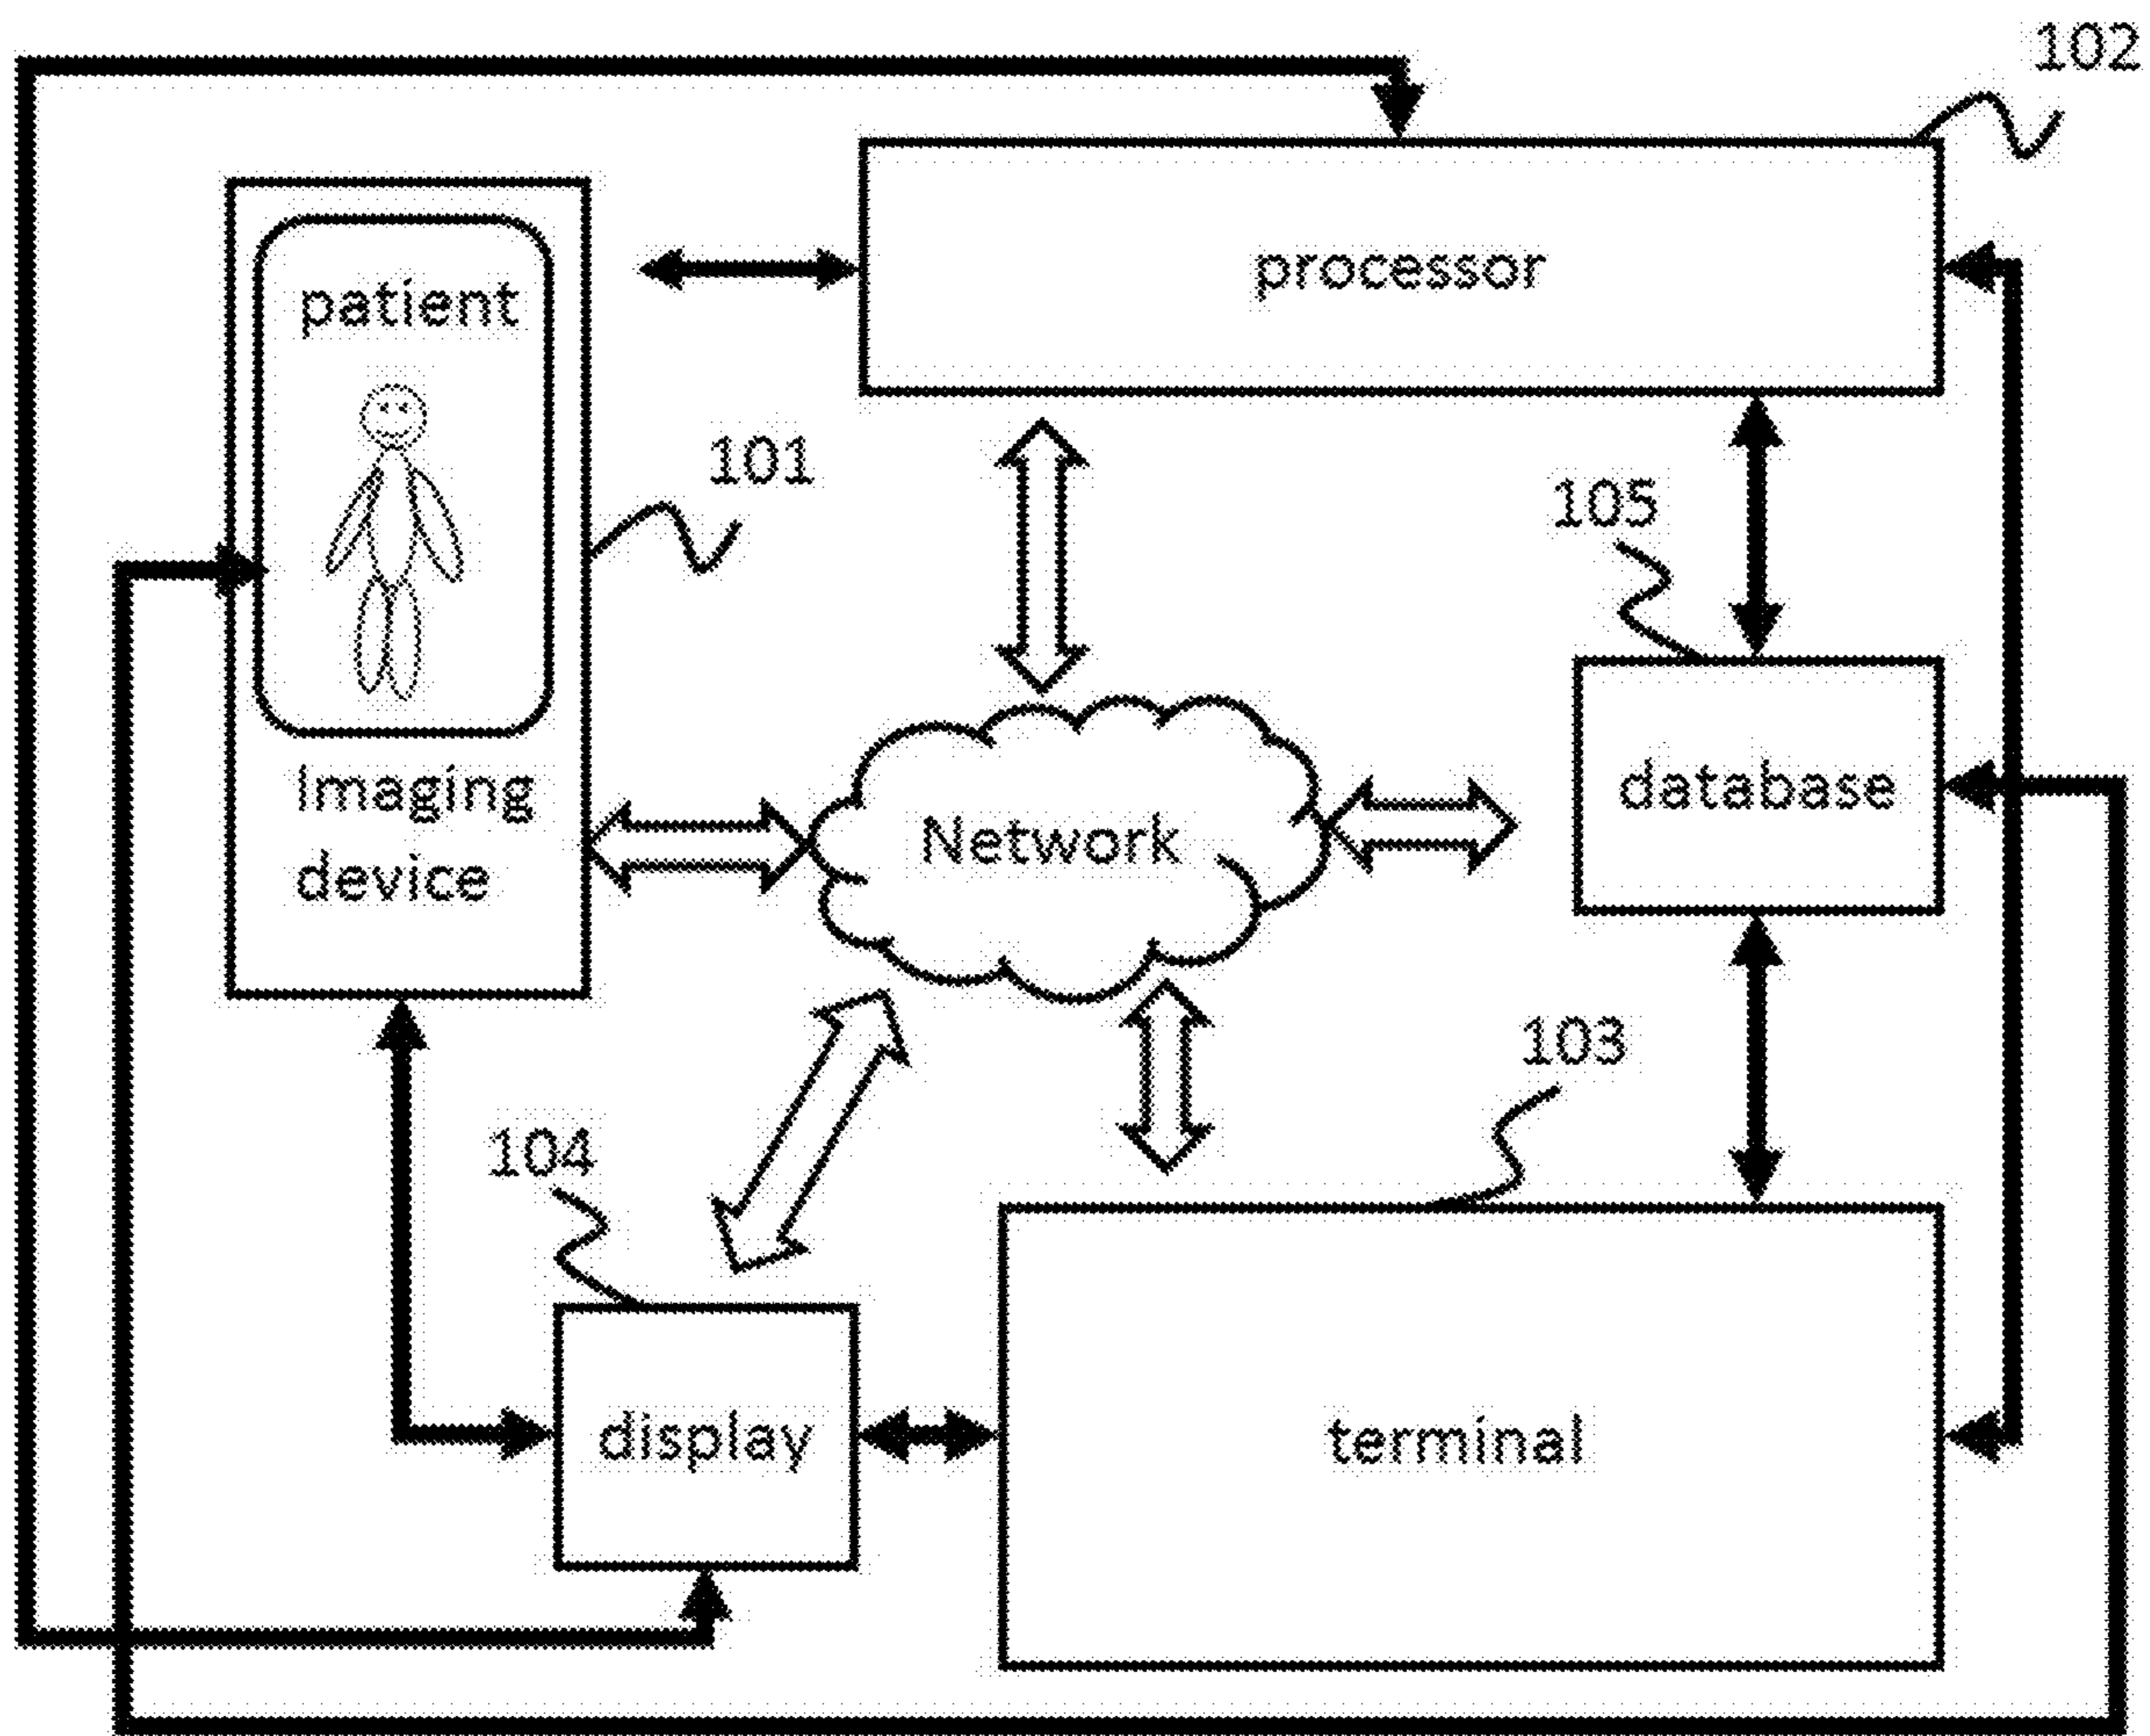 102
patient
processor
101
105
Imaging
device
Network
database
103
104
display
terminal